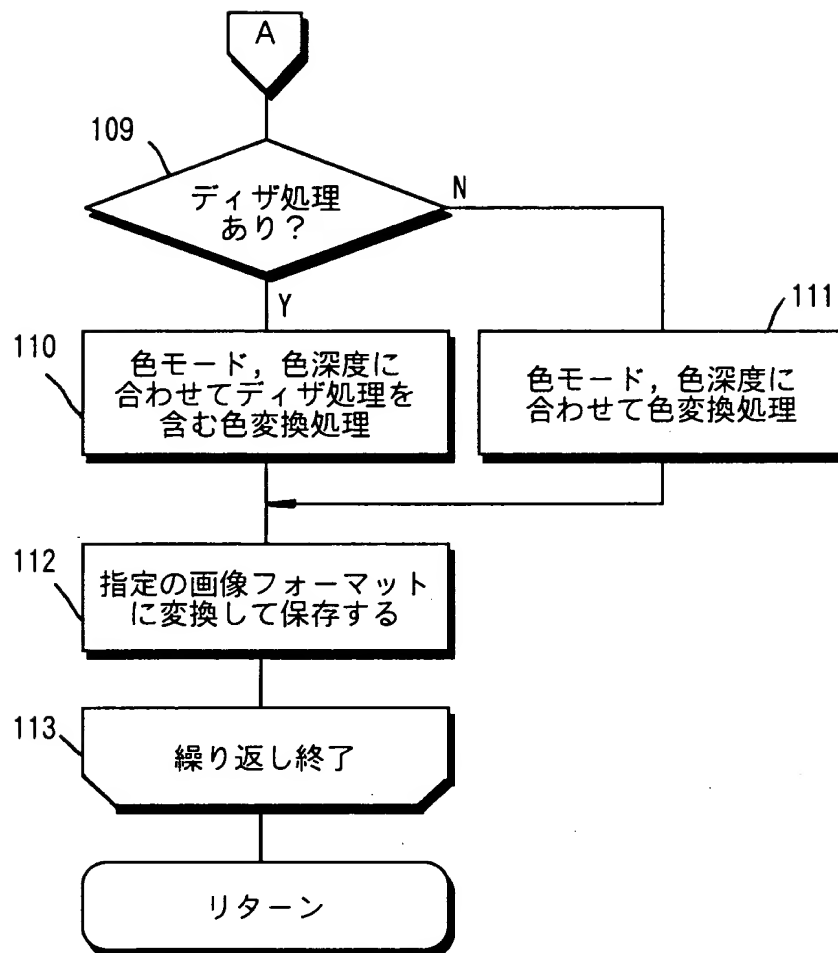 A
109
ディザ処理
あり？
N
Y
110
色モード，色深度に
合わせてディザ処理を
含む色変換処理
111
色モード，色深度に
合わせて色変換処理
112
指定の画像フォーマット
に変換して保存する
113
繰り返し終了
リターン